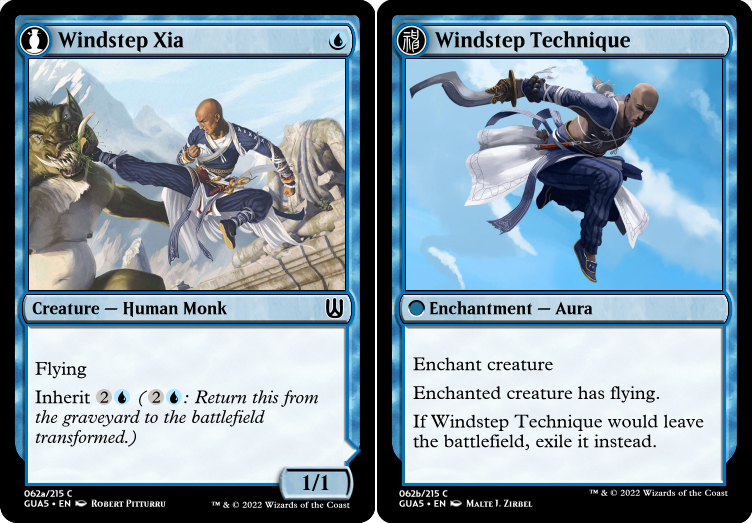 Windstep Xia
Creature — Human Monk
Flying
Inherit 2 ( 2 : Return this from
the graveyard to the battlefield
transformed.)
1/1
062a/215 C
GUA5 • EN ROBERT PITTURRU
™ & © 2022 Wizards of the Coast
Windstep Technique
Enchantment — Aura
Enchant creature
Enchanted creature has flying.
If Windstep Technique would leave
the battlefield, exile it instead.
062b/215 C
GUA5 • EN MALTE J. ZIRBEL
™ & © 2022 Wizards of the Coast